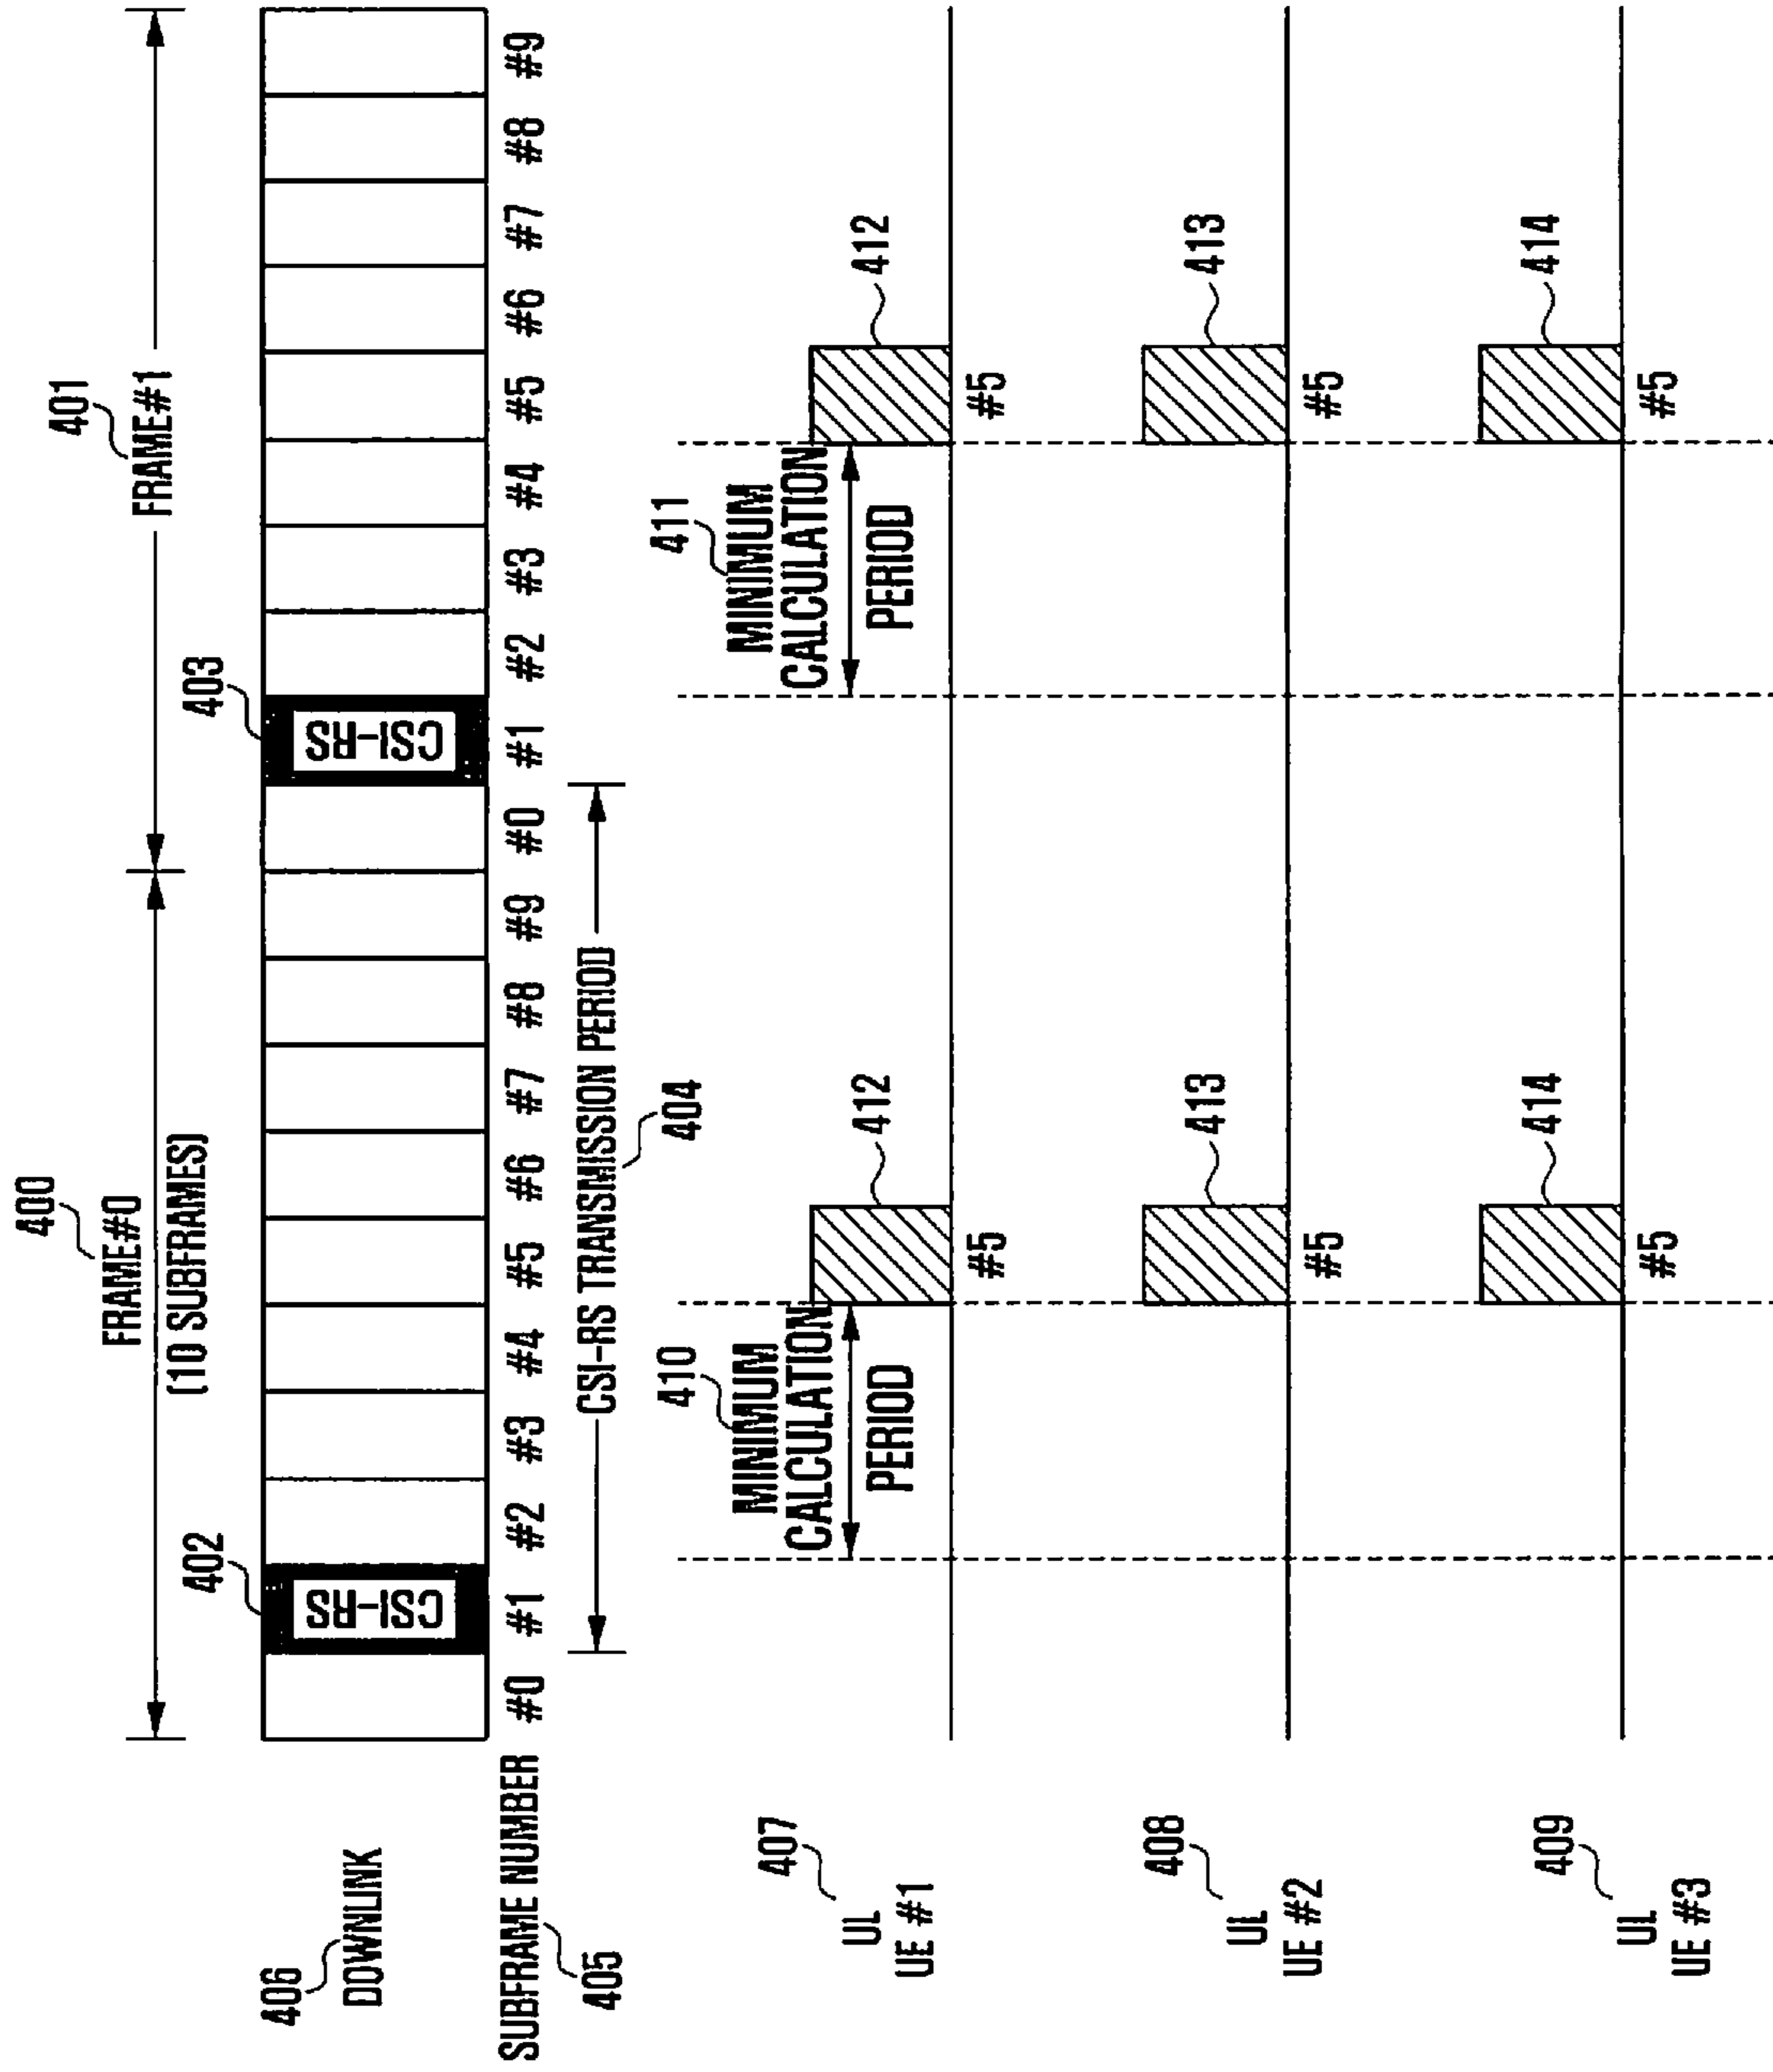 400
FRAME#0
(10 SUBFRAMES)
401
FRAME#1
402
403
406
DOWNLINK
CSI-RS
CSI-RS
SUBFRAME NUMBER
405
#0 #1 #2 #3 #4 #5 #6 #7 #8 #9 #0 #1 #2 #3 #4 #5 #6 #7 #8 #9
CSI-RS TRANSMISSION PERIOD
404
410
MINIMUM
CALCULATION
PERIOD
411
MINIMUM
CALCULATION
PERIOD
407
UL
UE #1
412
#5
412
#5
408
UL
UE #2
413
#5
413
#5
409
UL
UE #3
414
#5
414
#5